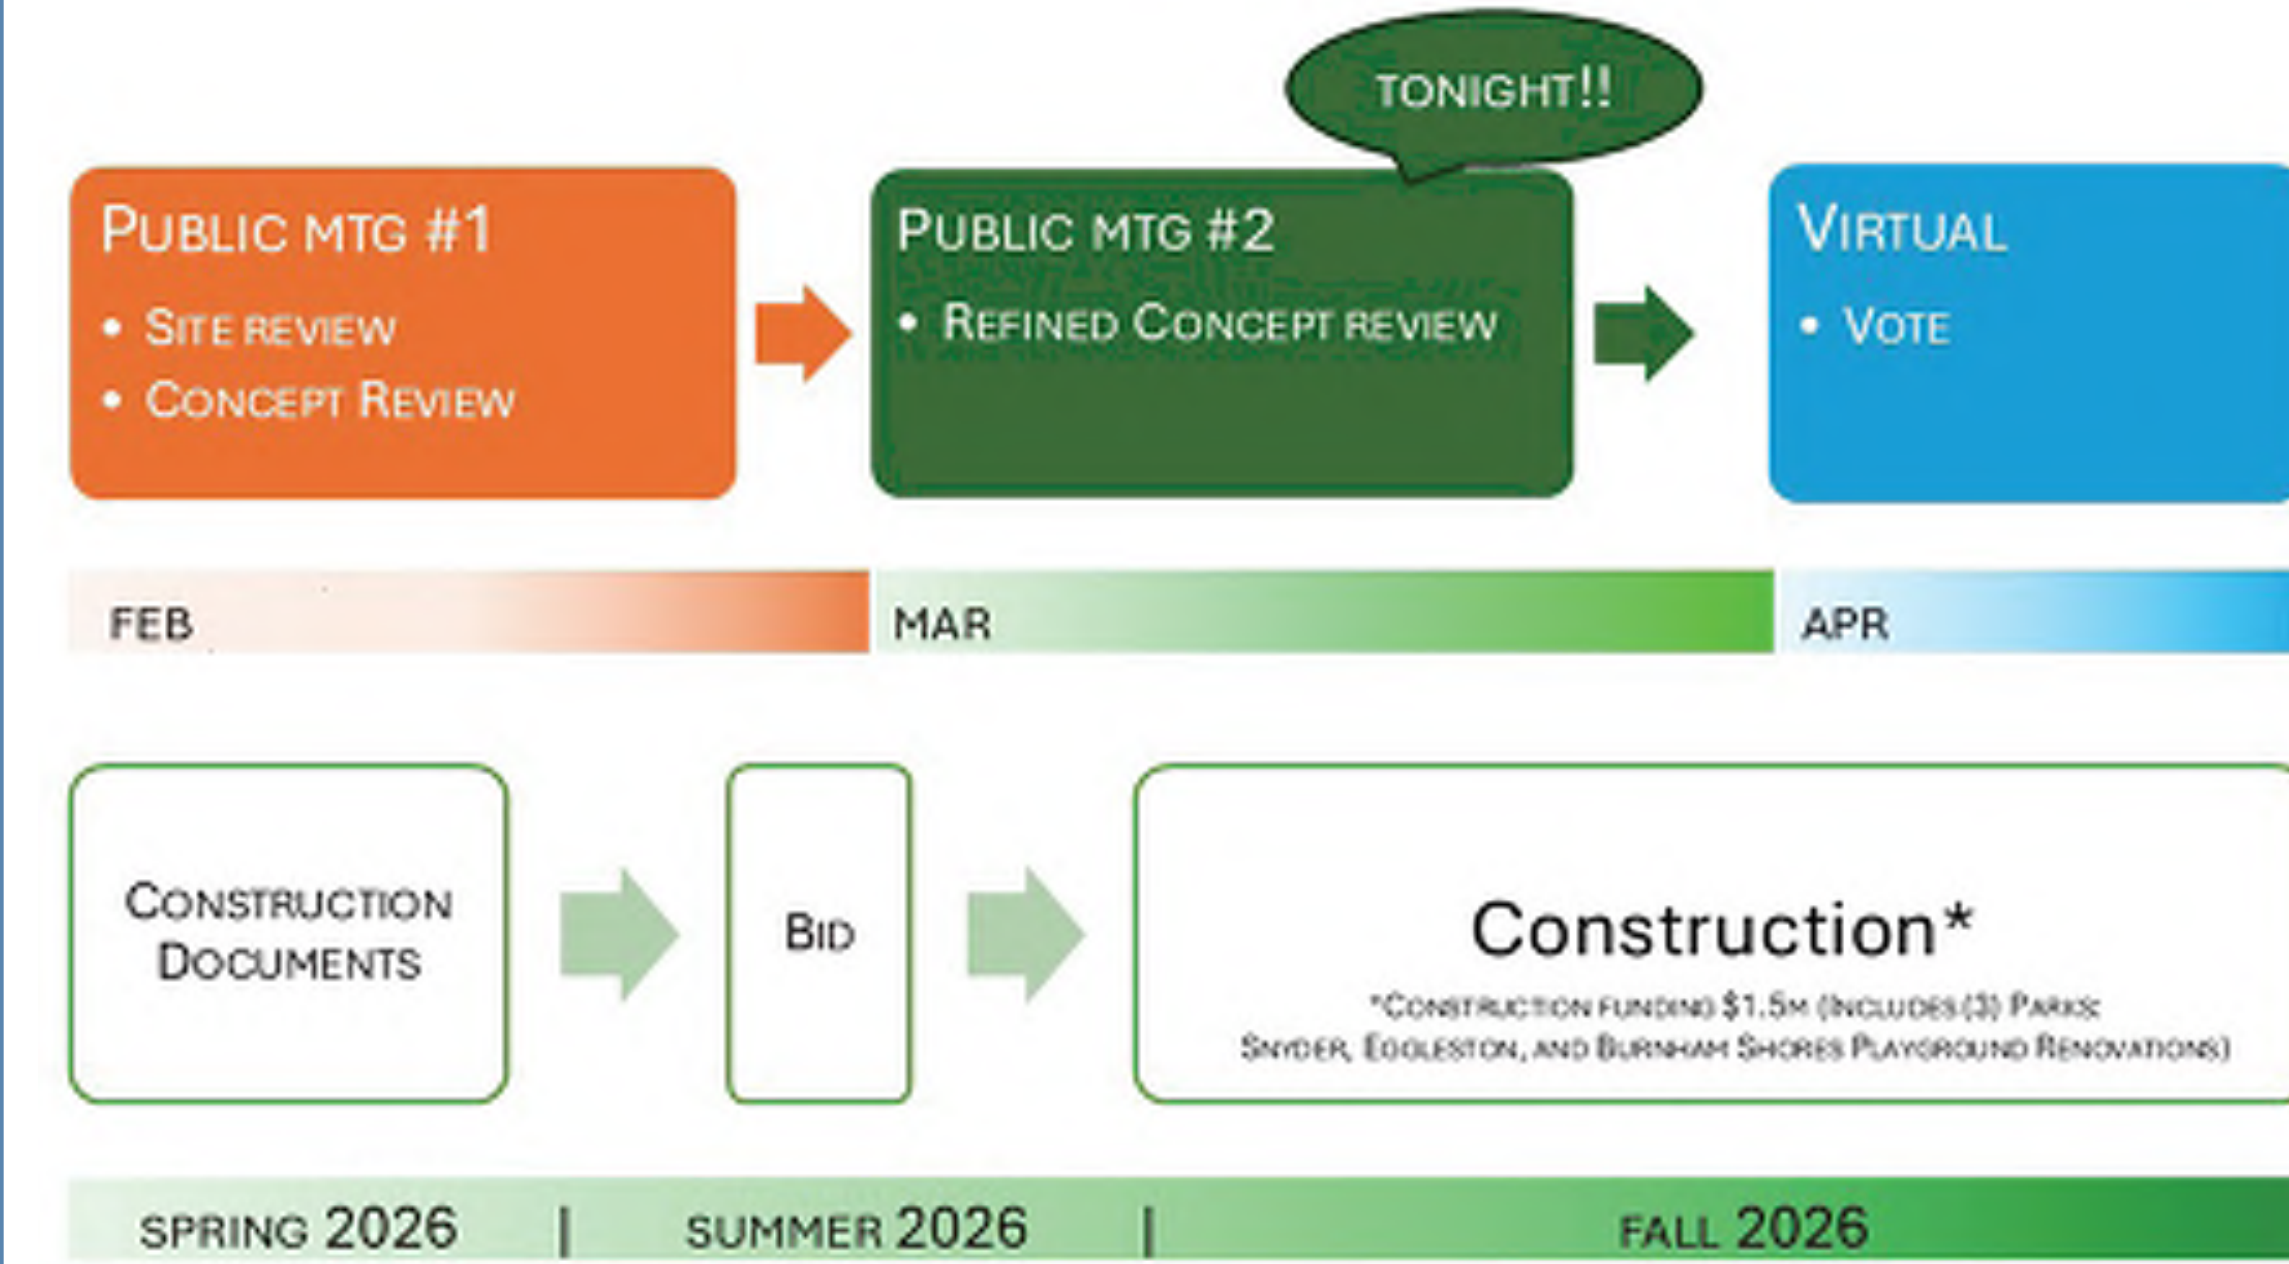 TONIGHT!!
PUBLIC MTG #1
• SITE REVIEW
• CONCEPT REVIEW
PUBLIC MTG #2
• REFINED CONCEPT REVIEW
VIRTUAL
• VOTE
FEB
MAR
APR
CONSTRUCTION
DOCUMENTS
BID
Construction*
*CONSTRUCTION FUNDING $1.5M (INCLUDES (3) PARKS:
SNYDER, EGGLESTON, AND BURNHAM SHORES PLAYGROUND RENOVATIONS)
SPRING 2026 | SUMMER 2026 | FALL 2026